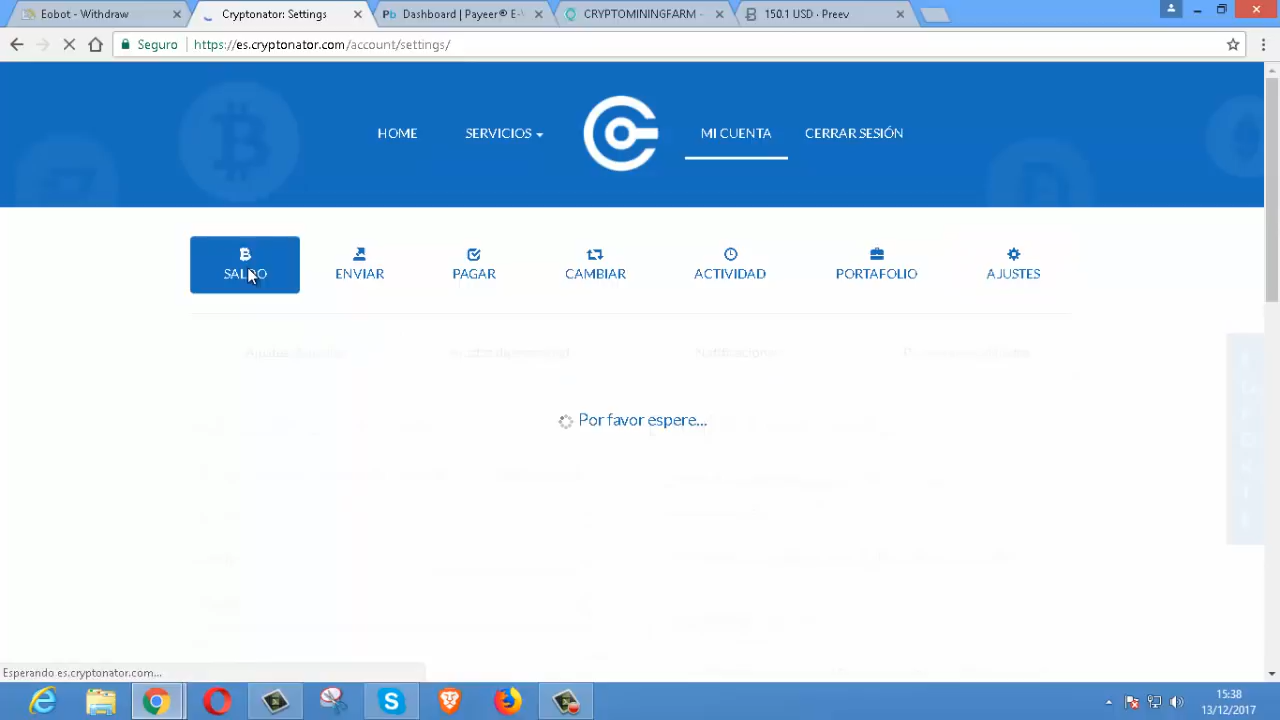 Eobot - Withdraw
Cryptonator: Settings
Dashboard | Payeer® E-V
CRYPTOMININGFARM -
150.1 USD · Preev
Seguro
https://es.cryptonator.com/account/settings/
HOME
SERVICIOS
MI CUENTA
CERRAR SESIÓN
SALDO
ENVIAR
PAGAR
CAMBIAR
ACTIVIDAD
PORTAFOLIO
AJUSTES
Notificaciones
Por favor espere...
Esperando es.cryptonator.com...
15:38
13/12/2017